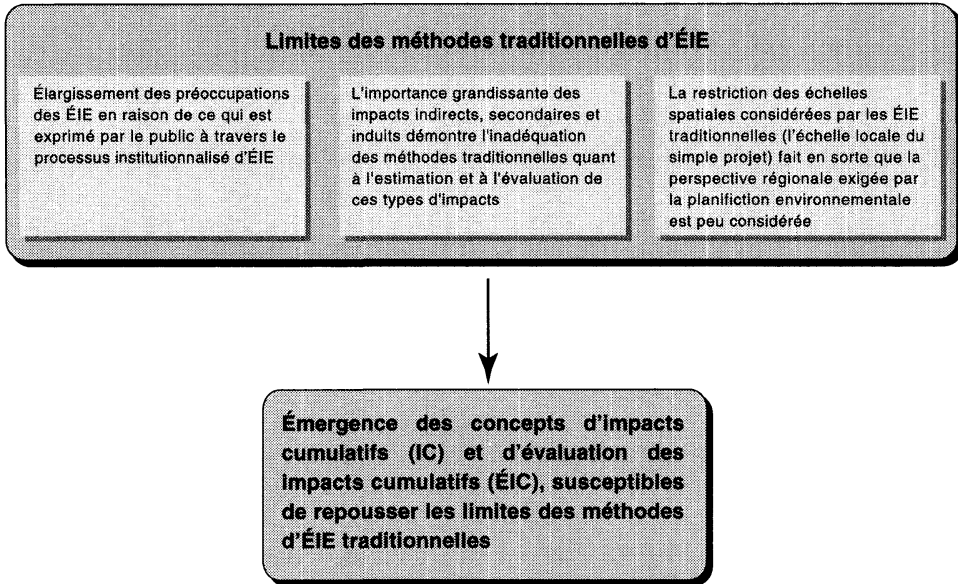 Limites des méthodes traditionnelles d'ÉIE
Élargissement des préoccupations
des ÉIE en raison de ce qui est
exprimé par le public à travers le
processus institutionnalisé d'ÉIE
L'importance grandissante des
impacts indirects, secondaires et
induits démontre l'inadéquation
des méthodes traditionnelles quant
à l'estimation et à l'évaluation de
ces types d'impacts
La restriction des échelles
spatiales considérées par les ÉIE
traditionnelles (l'échelle locale du
simple projet) fait en sorte que la
perspective régionale exigée par
la planifiction environnementale
est peu considérée
Émergence des concepts d'impacts
cumulatifs (IC) et d'évaluation des
impacts cumulatifs (ÉIC), susceptibles
de repousser les limites des méthodes
d'ÉIE traditionnelles